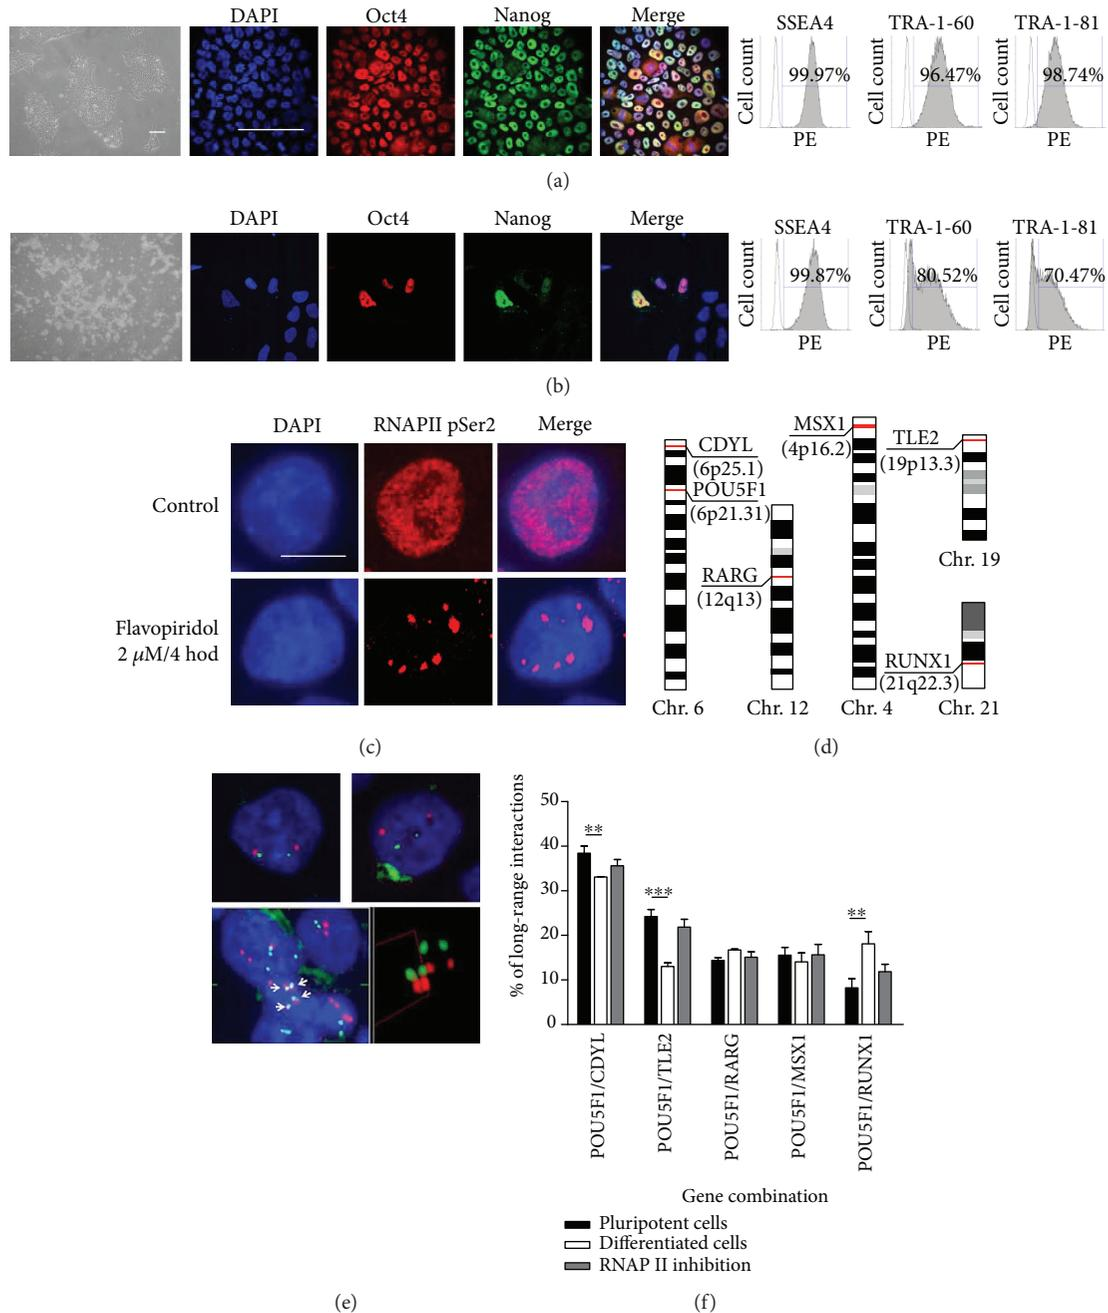 DAPI Oct4 Nanog Merge SSEA4 TRA-1-60 TRA-1-81
Cell count 99.97% PE
Cell count 96.47% PE
Cell count 98.74% PE
(a)
DAPI Oct4 Nanog Merge SSEA4 TRA-1-60 TRA-1-81
Cell count 99.87% PE
Cell count 80.52% PE
Cell count 70.47% PE
(b)
DAPI RNAPII pSer2 Merge
Control
Flavopiridol
2 μM/4 hod
(c)
CDYL
(6p25.1)
POU5F1
(6p21.31)
Chr. 6
RARG
(12q13)
Chr. 12
MSX1
(4p16.2)
Chr. 4
TLE2
(19p13.3)
Chr. 19
RUNX1
(21q22.3)
Chr. 21
(d)
(e)
% of long-range interactions
50
40
30
20
10
0
**
***
**
POU5F1/CDYL
POU5F1/TLE2
POU5F1/RARG
POU5F1/MSX1
POU5F1/RUNX1
Gene combination
Pluripotent cells
Differentiated cells
RNAP II inhibition
(f)